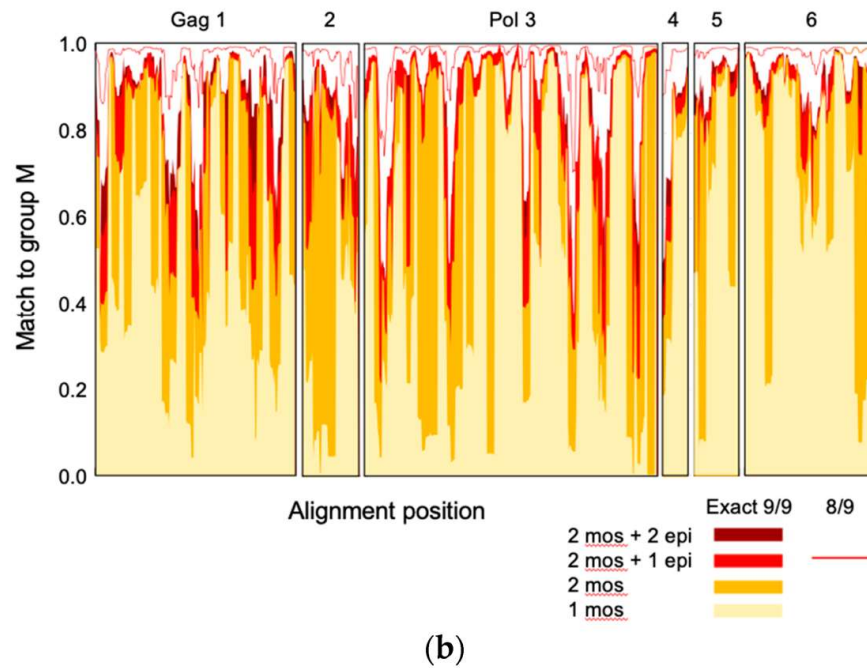 Gag 1 2 Pol 3 4 5 6
1.0
0.8
0.6
0.4
0.2
0.0
Match to group M
Alignment position
Exact 9/9 8/9
2 mos + 2 epi
2 mos + 1 epi
2 mos
1 mos
(b)